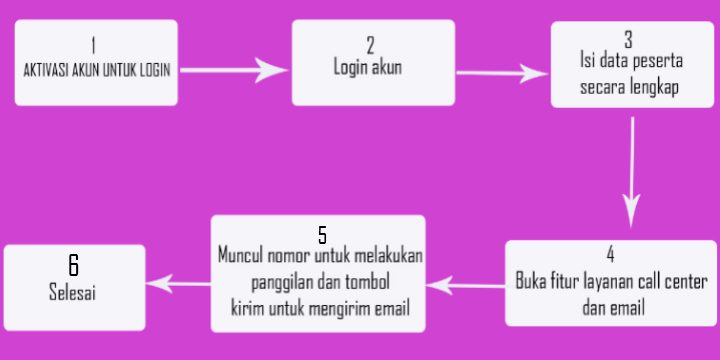 1
AKTIVASI AKUN UNTUK LOGIN
2
Login akun
3
Isi data peserta
secara lengkap
4
Buka fitur layanan call center
dan email
5
Muncul nomor untuk melakukan
panggilan dan tombol
kirim untuk mengirim email
6
Selesai